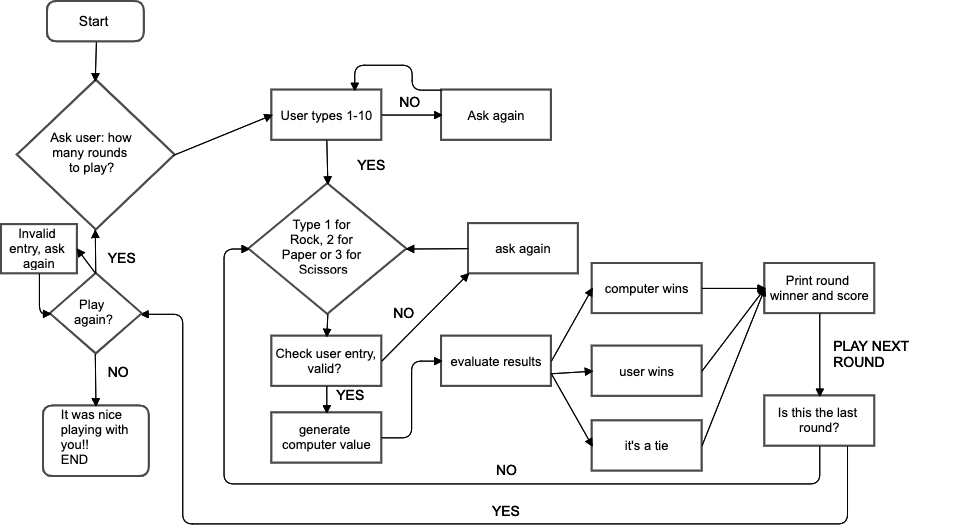 Start
Ask user: how
many rounds
to play?
User types 1-10
NO
Ask again
YES
Type 1 for
Rock, 2 for
Paper or 3 for
Scissors
ask again
Invalid
entry, ask
again
YES
Play
again?
NO
It was nice
playing with
you!!
END
Check user entry,
valid?
NO
YES
generate
computer value
evaluate results
computer wins
user wins
it's a tie
Print round
winner and score
PLAY NEXT
ROUND
Is this the last
round?
NO
YES